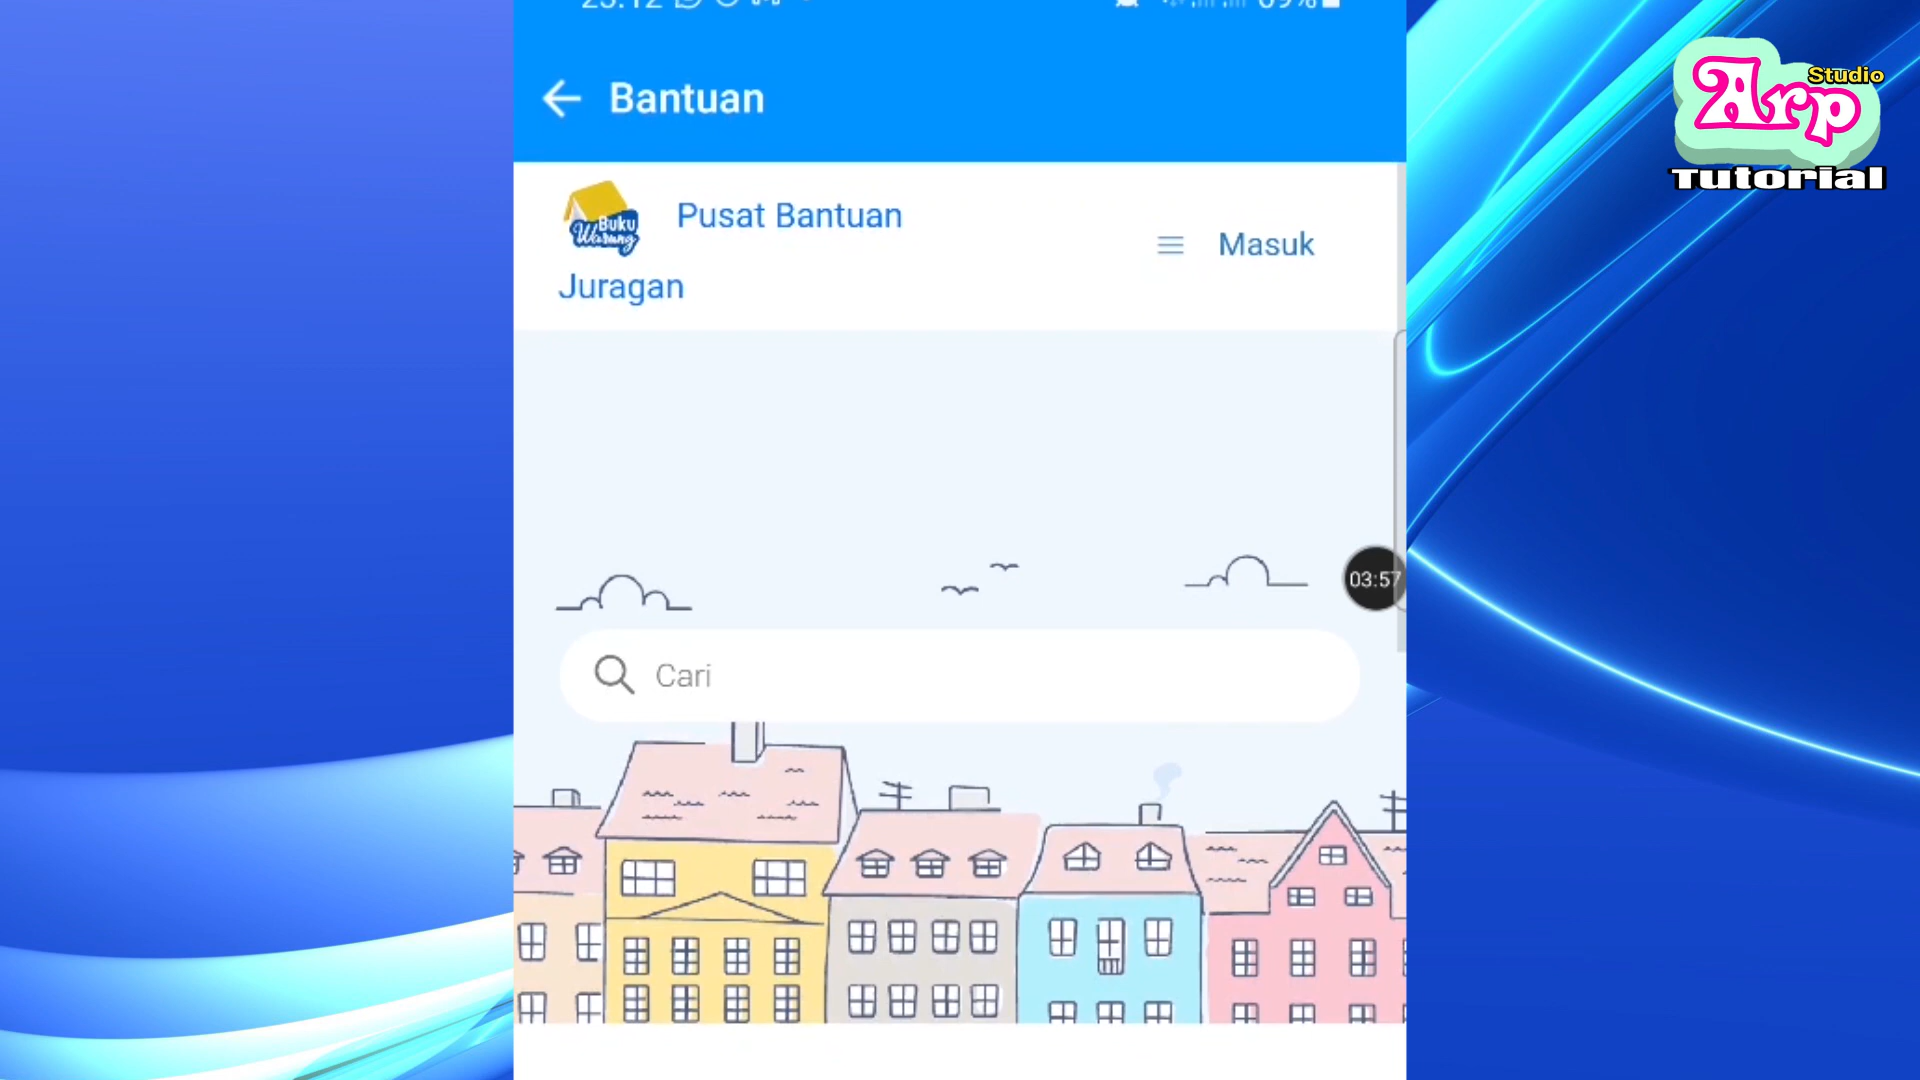 Bantuan
Buku
Warung
Pusat Bantuan
Juragan
Masuk
03:57
Cari
Studio
Arp
Tutorial